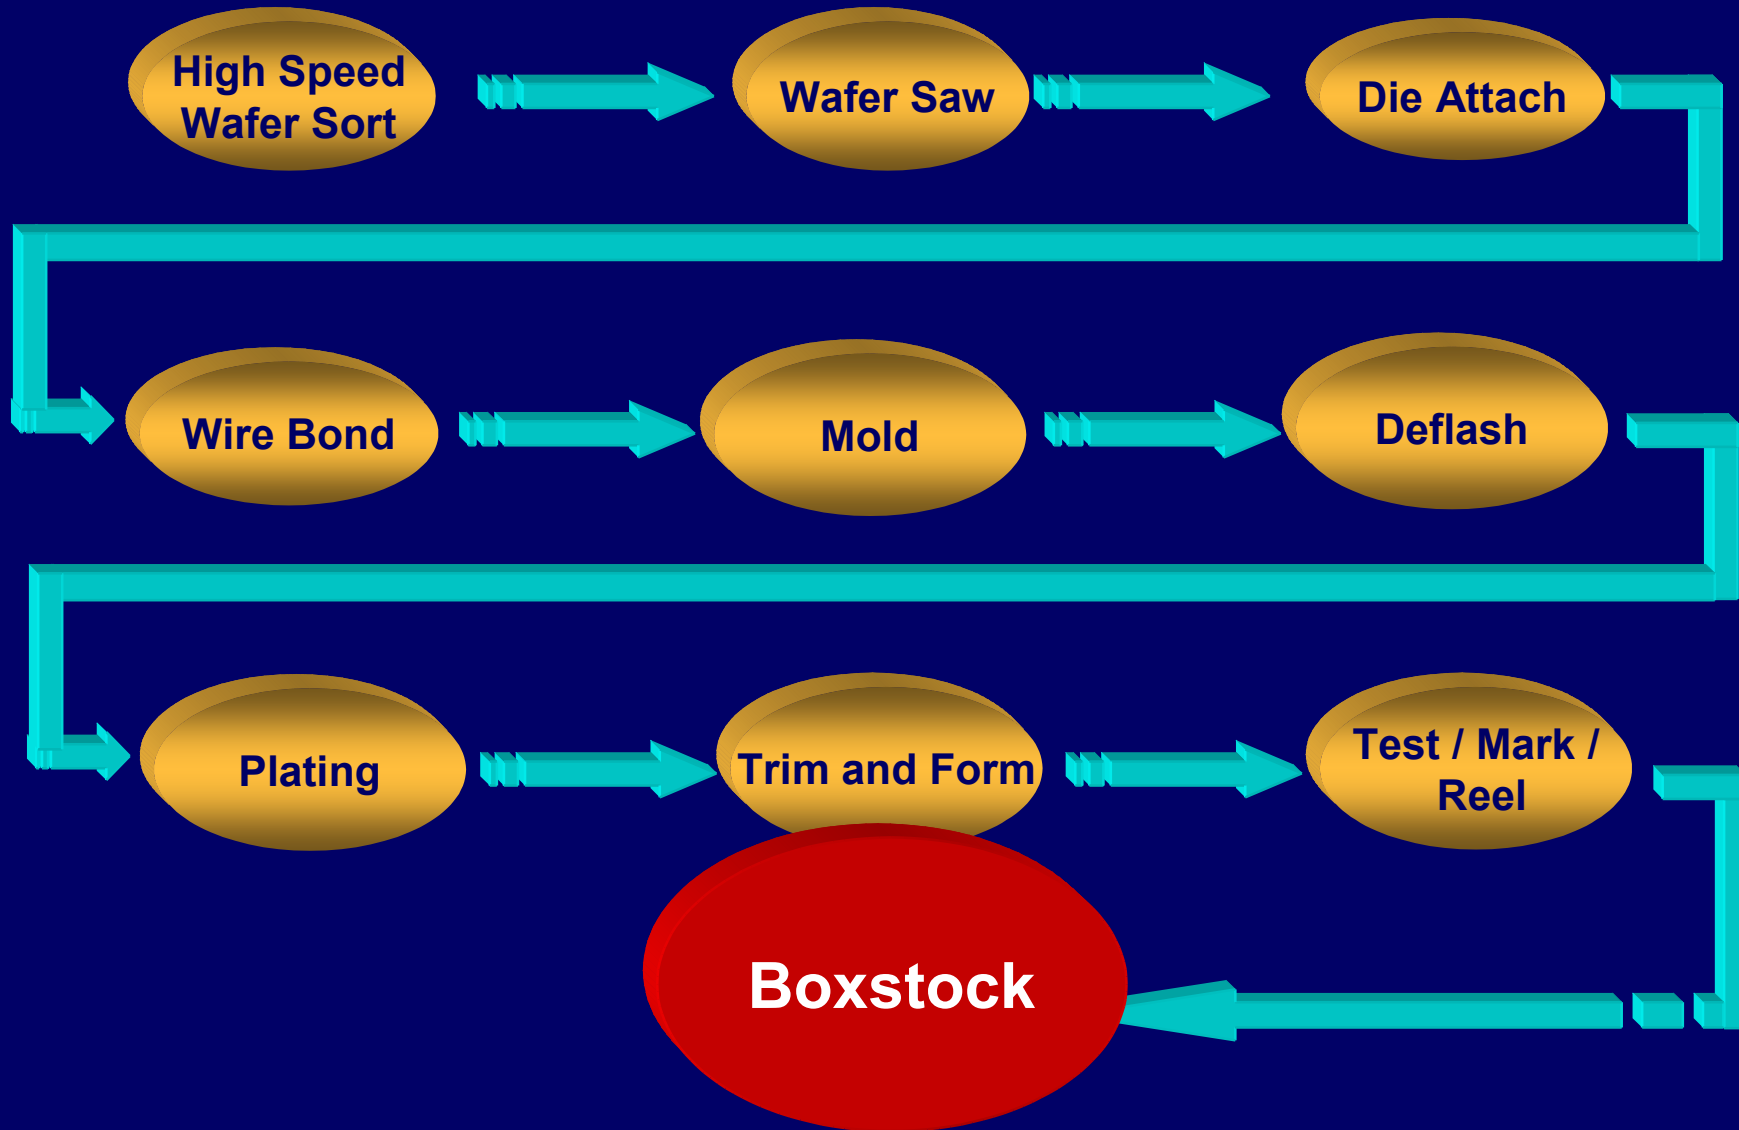 High Speed
Wafer Sort
Wafer Saw
Die Attach
Wire Bond
Mold
Deflash
Plating
Trim and Form
Test / Mark /
Reel
Boxstock